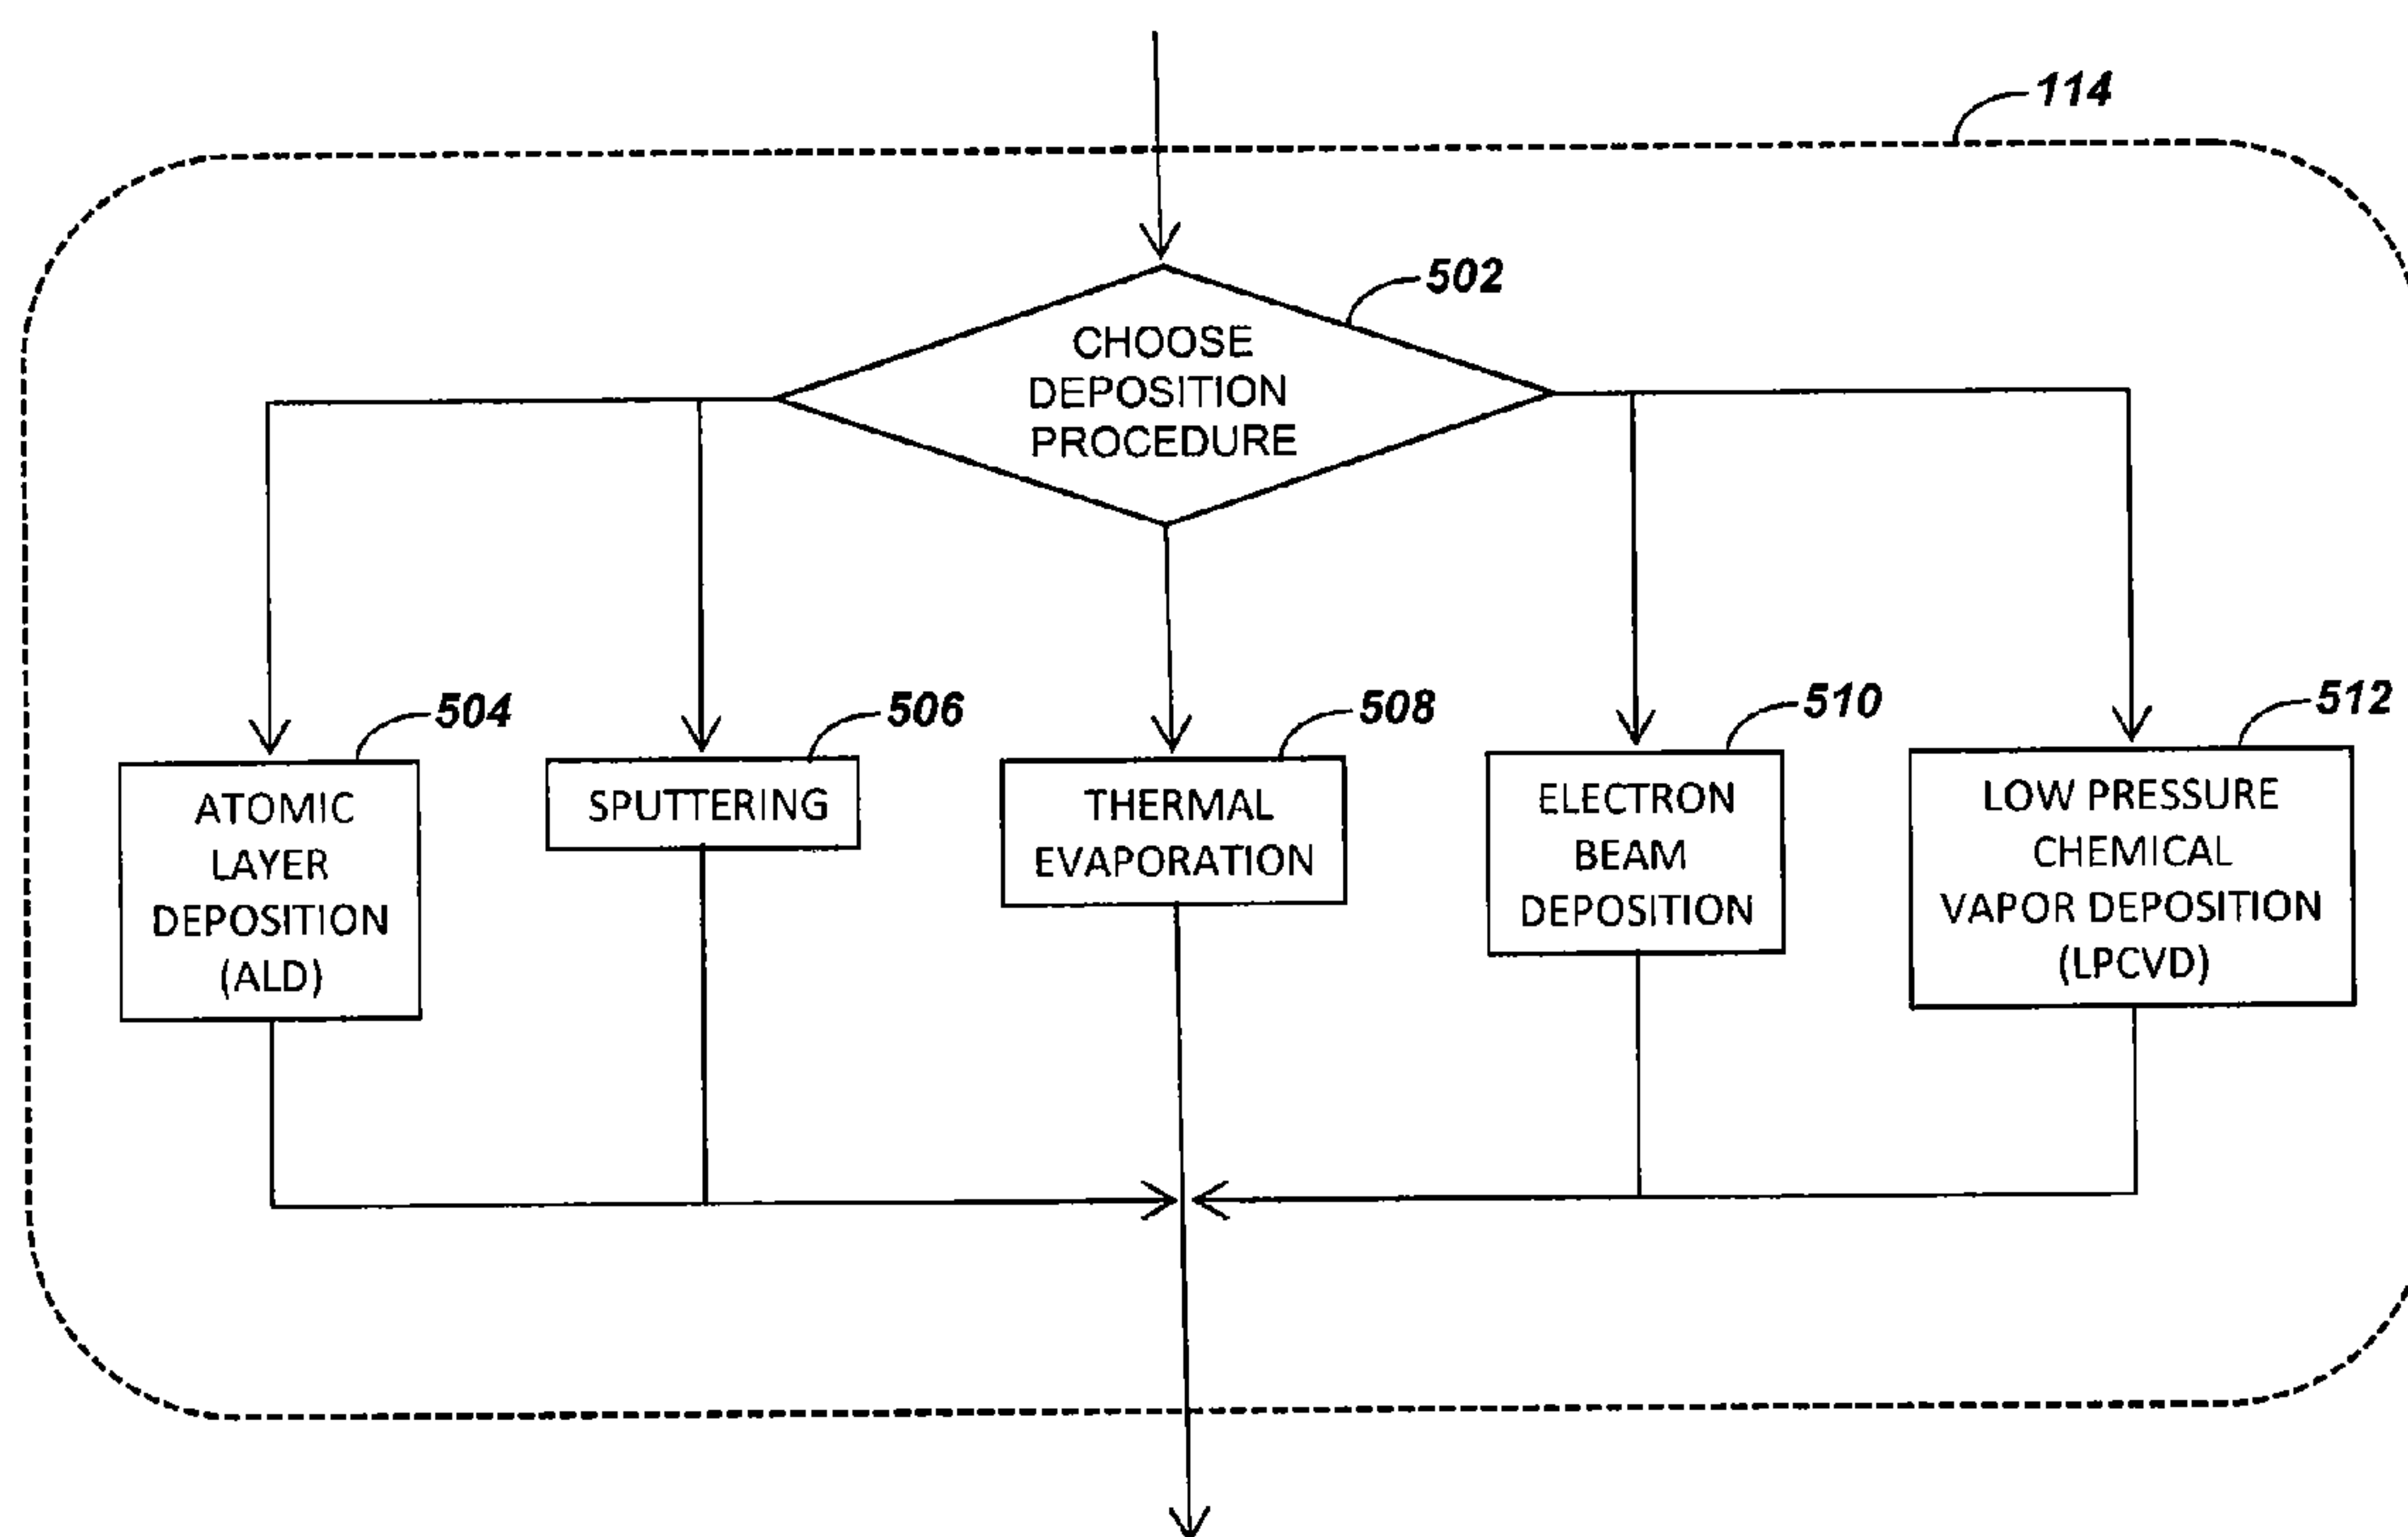 114
502
CHOOSE
DEPOSITION
PROCEDURE
504
ATOMIC
LAYER
DEPOSITION
(ALD)
506
SPUTTERING
508
THERMAL
EVAPORATION
510
ELECTRON
BEAM
DEPOSITION
512
LOW PRESSURE
CHEMICAL
VAPOR DEPOSITION
(LPCVD)